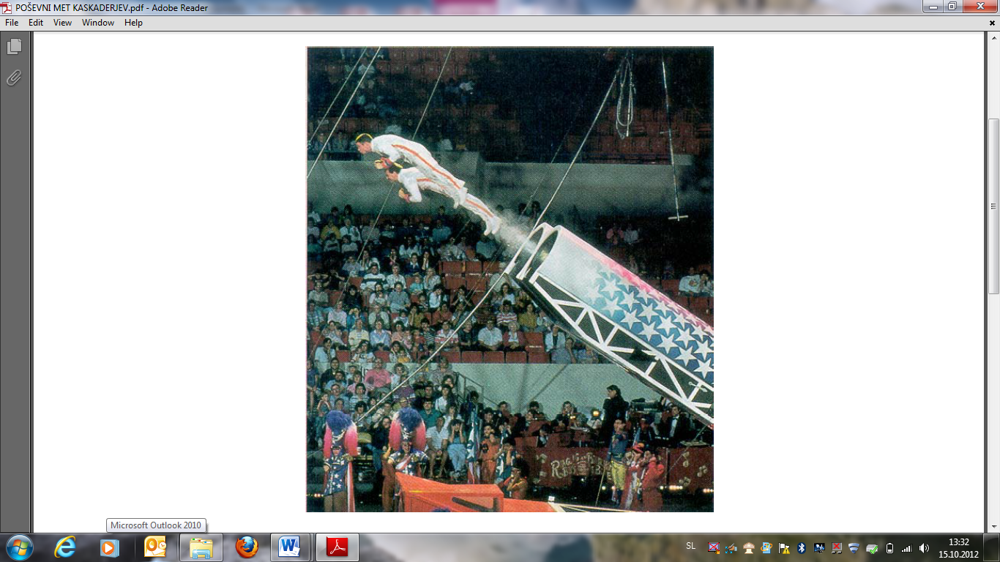 POŠEVNI MET KASKADERJEV.pdf - Adobe Reader
File Edit View Window Help
Microsoft Outlook 2010
SL
13:32
15.10.2012